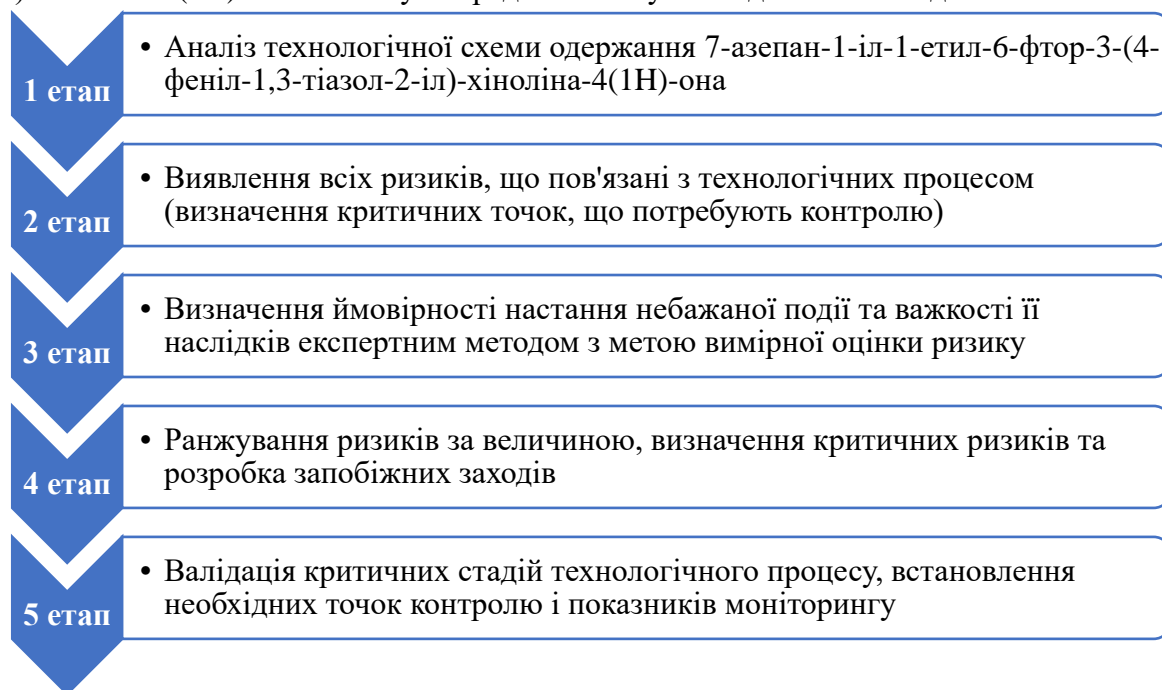 1 етап
• Аналіз технологічної схеми одержання 7-азепан-1-іл-1-етил-6-фтор-3-(4-
феніл-1,3-тіазол-2-іл)-хіноліна-4(1Н)-она
2 етап
• Виявлення всіх ризиків, що пов'язані з технологічних процесом
(визначення критичних точок, що потребують контролю)
3 етап
• Визначення ймовірності настання небажаної події та важкості її
наслідків експертним методом з метою вимірної оцінки ризику
4 етап
• Ранжування ризиків за величиною, визначення критичних ризиків та
розробка запобіжних заходів
5 етап
• Валідація критичних стадій технологічного процесу, встановлення
необхідних точок контролю і показників моніторингу